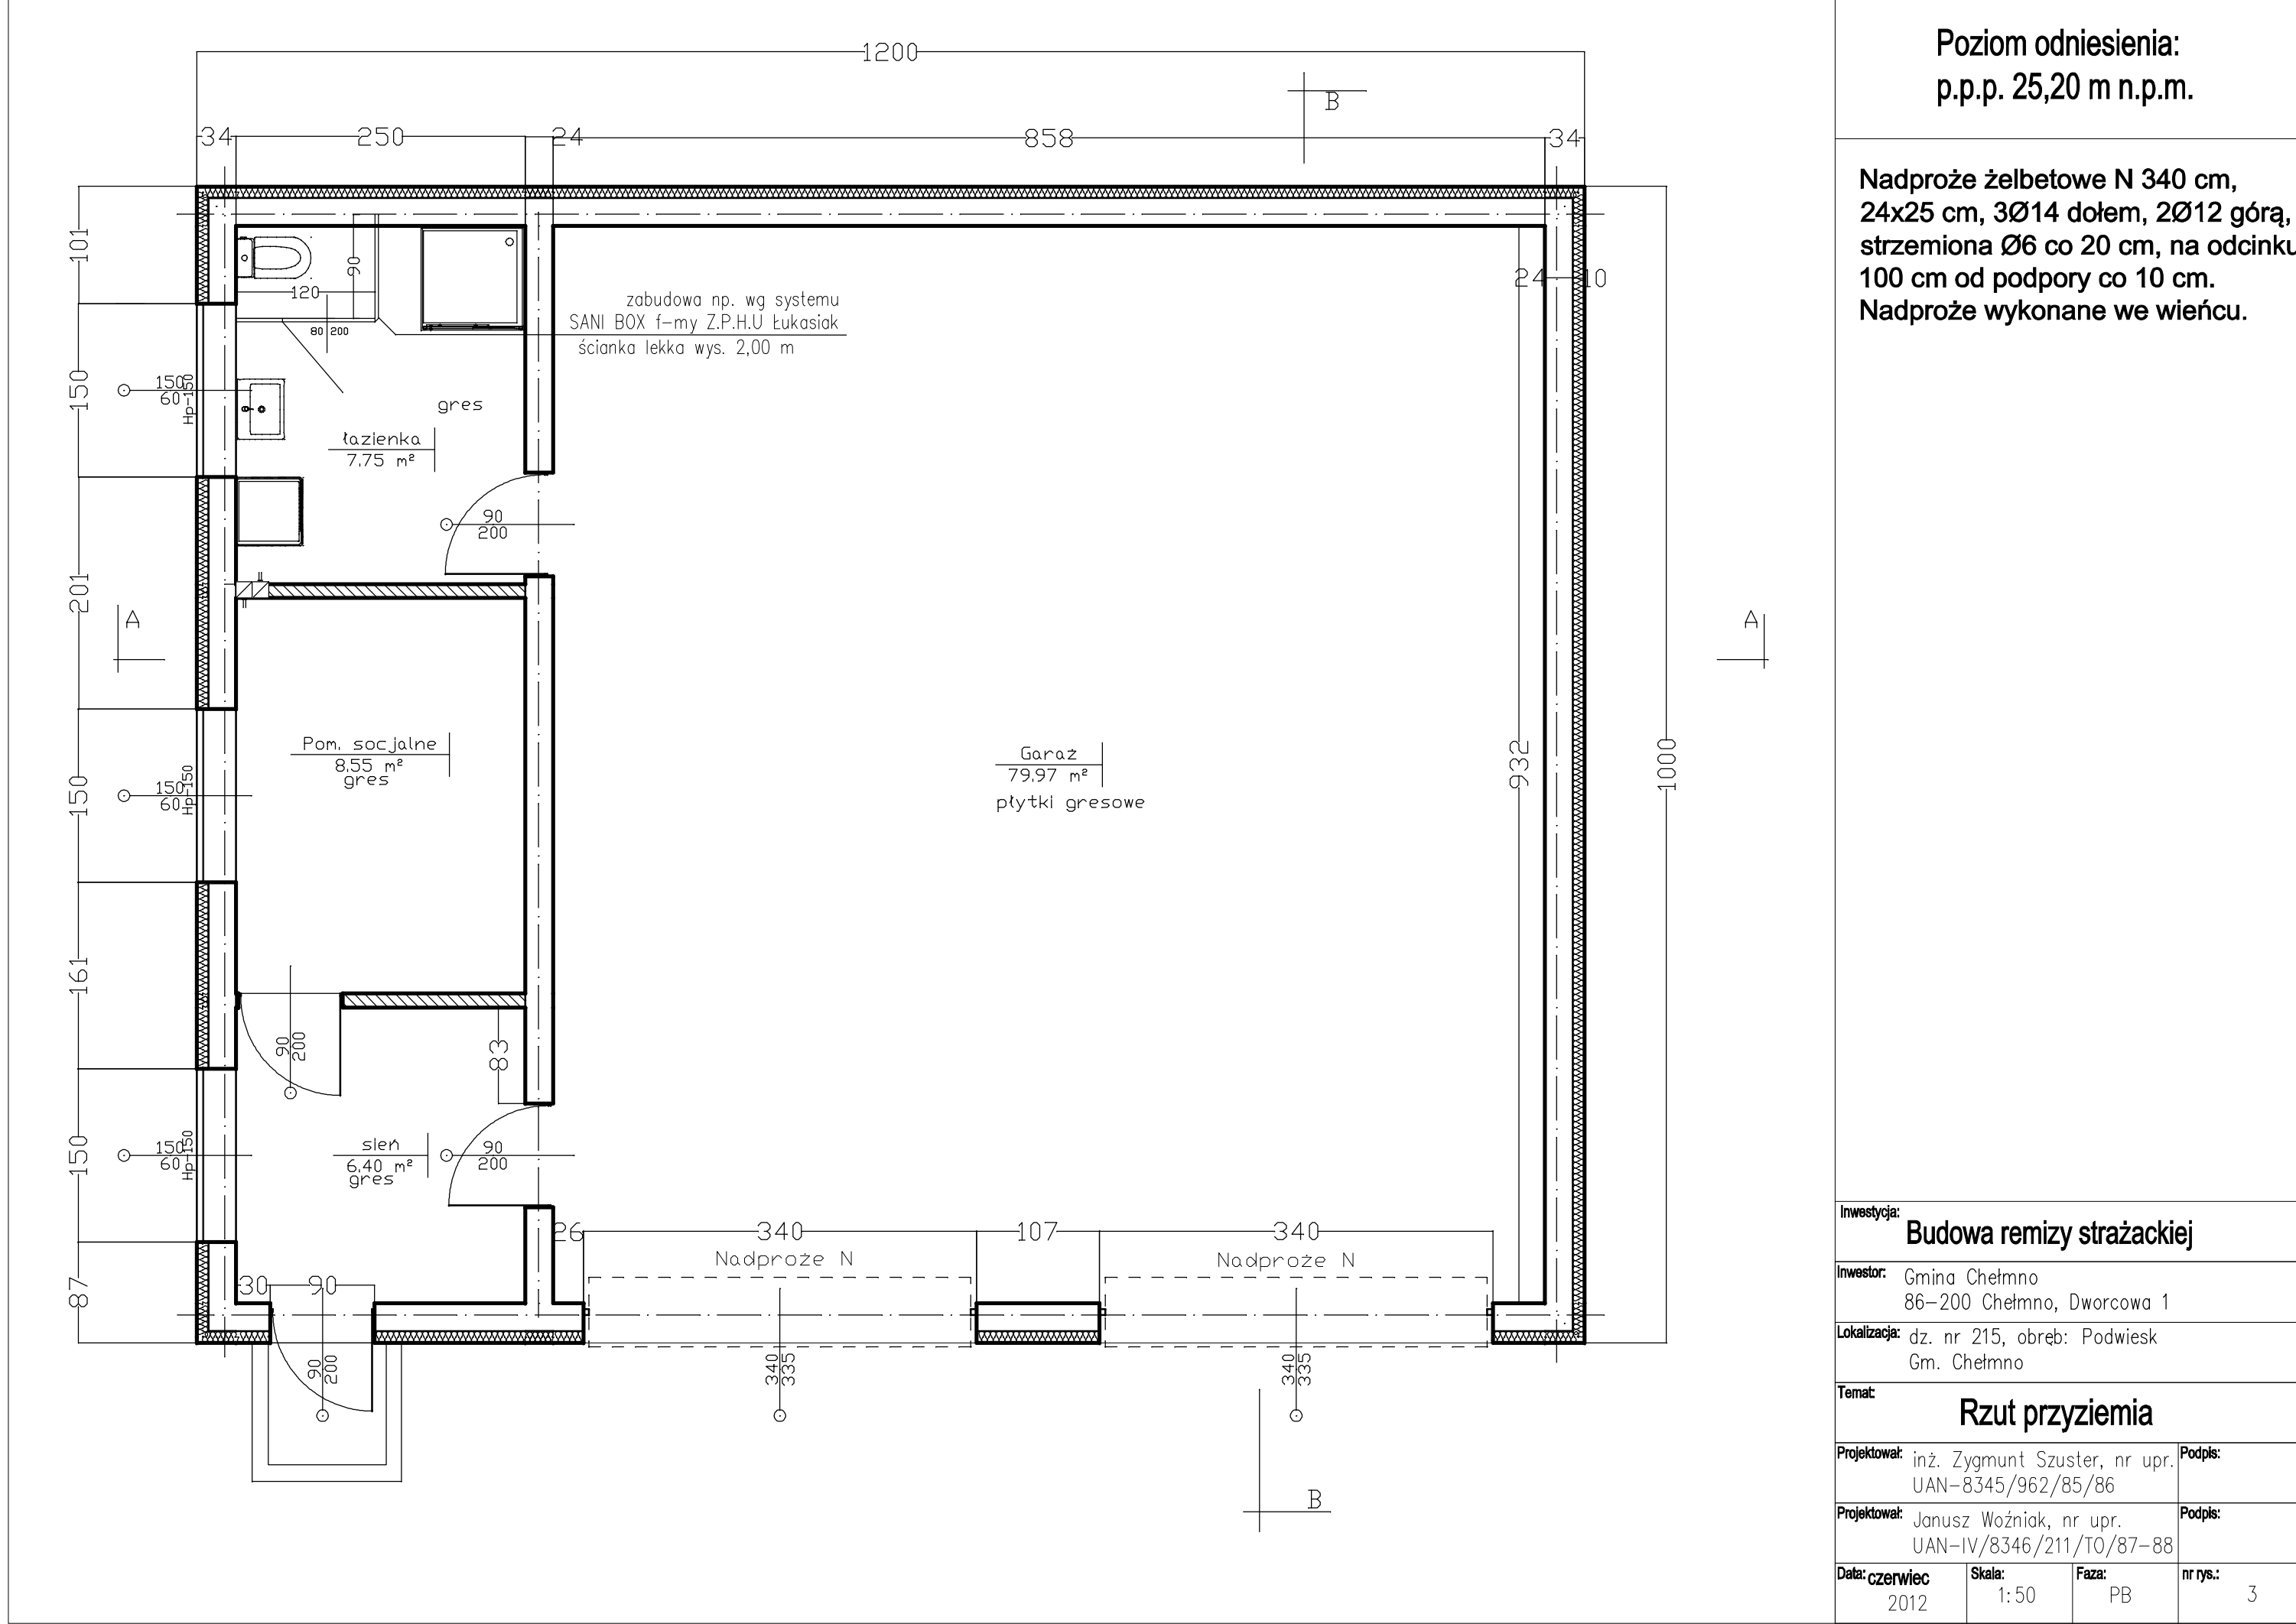 1200
B
34
250
24
858
34
101
90
120
80
200
zabudowa np. wg systemu
SANI BOX f-my Z.P.H.U Łukasiak
ścianka lekka wys. 2,00 m
24
10
150
150
60
Hp-150
gres
łazienka
7,75 m²
90
200
201
A
A
Pom. socjalne
8,55 m²
gres
150
150
60
Hp-150
Garaż
79,97 m²
płytki gresowe
932
1000
161
90
200
83
150
150
60
Hp-150
sień
6,40 m²
gres
90
200
26
340
107
340
Nadproże N
Nadproże N
87
30
90
90
200
340
335
340
335
B
Poziom odniesienia:
p.p.p. 25,20 m n.p.m.
Nadproże żelbetowe N 340 cm,
24x25 cm, 3Ø14 dołem, 2Ø12 górą,
strzemiona Ø6 co 20 cm, na odcinku
100 cm od podpory co 10 cm.
Nadproże wykonane we wieńcu.
Inwestycja:
Budowa remizy strażackiej
Inwestor:
Gmina Chełmno
86-200 Chełmno, Dworcowa 1
Lokalizacja:
dz. nr 215, obręb: Podwiesk
Gm. Chełmno
Temat:
Rzut przyziemia
Projektował:
inż. Zygmunt Szuster, nr upr.
UAN-8345/962/85/86
Podpis:
Projektował:
Janusz Woźniak, nr upr.
UAN-IV/8346/211/TO/87-88
Podpis:
Data: czerwiec
2012
Skala:
1:50
Faza:
PB
nr rys.:
3